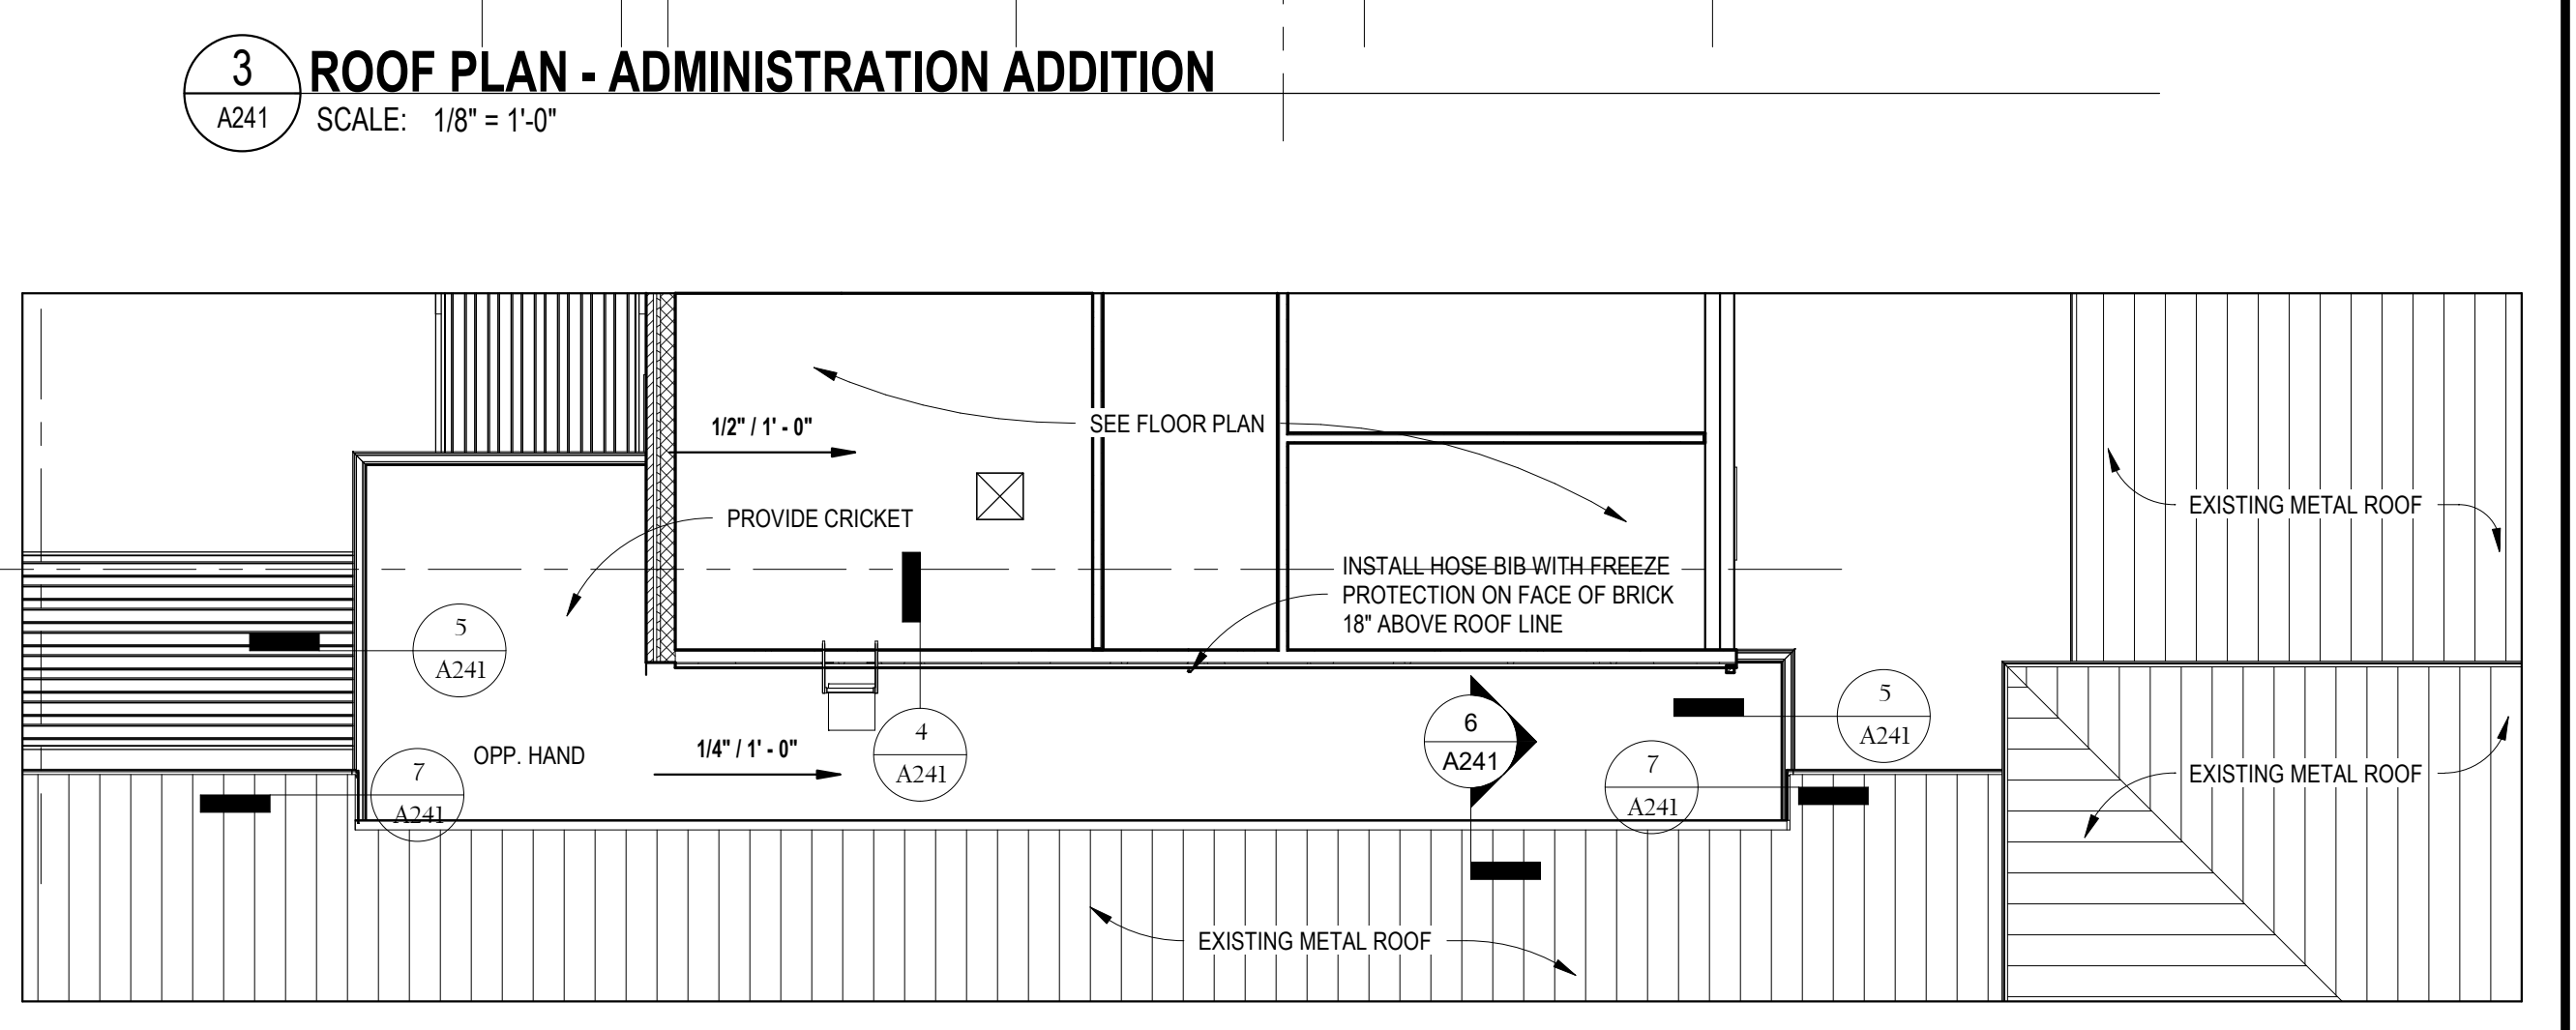 3
A241
ROOF PLAN - ADMINISTRATION ADDITION
SCALE: 1/8" = 1'-0"
1/2" / 1' - 0"
SEE FLOOR PLAN
PROVIDE CRICKET
EXISTING METAL ROOF
INSTALL HOSE BIB WITH FREEZE
PROTECTION ON FACE OF BRICK
18" ABOVE ROOF LINE
5
A241
OPP. HAND
1/4" / 1' - 0"
7
A241
4
A241
6
A241
7
A241
5
A241
EXISTING METAL ROOF
EXISTING METAL ROOF